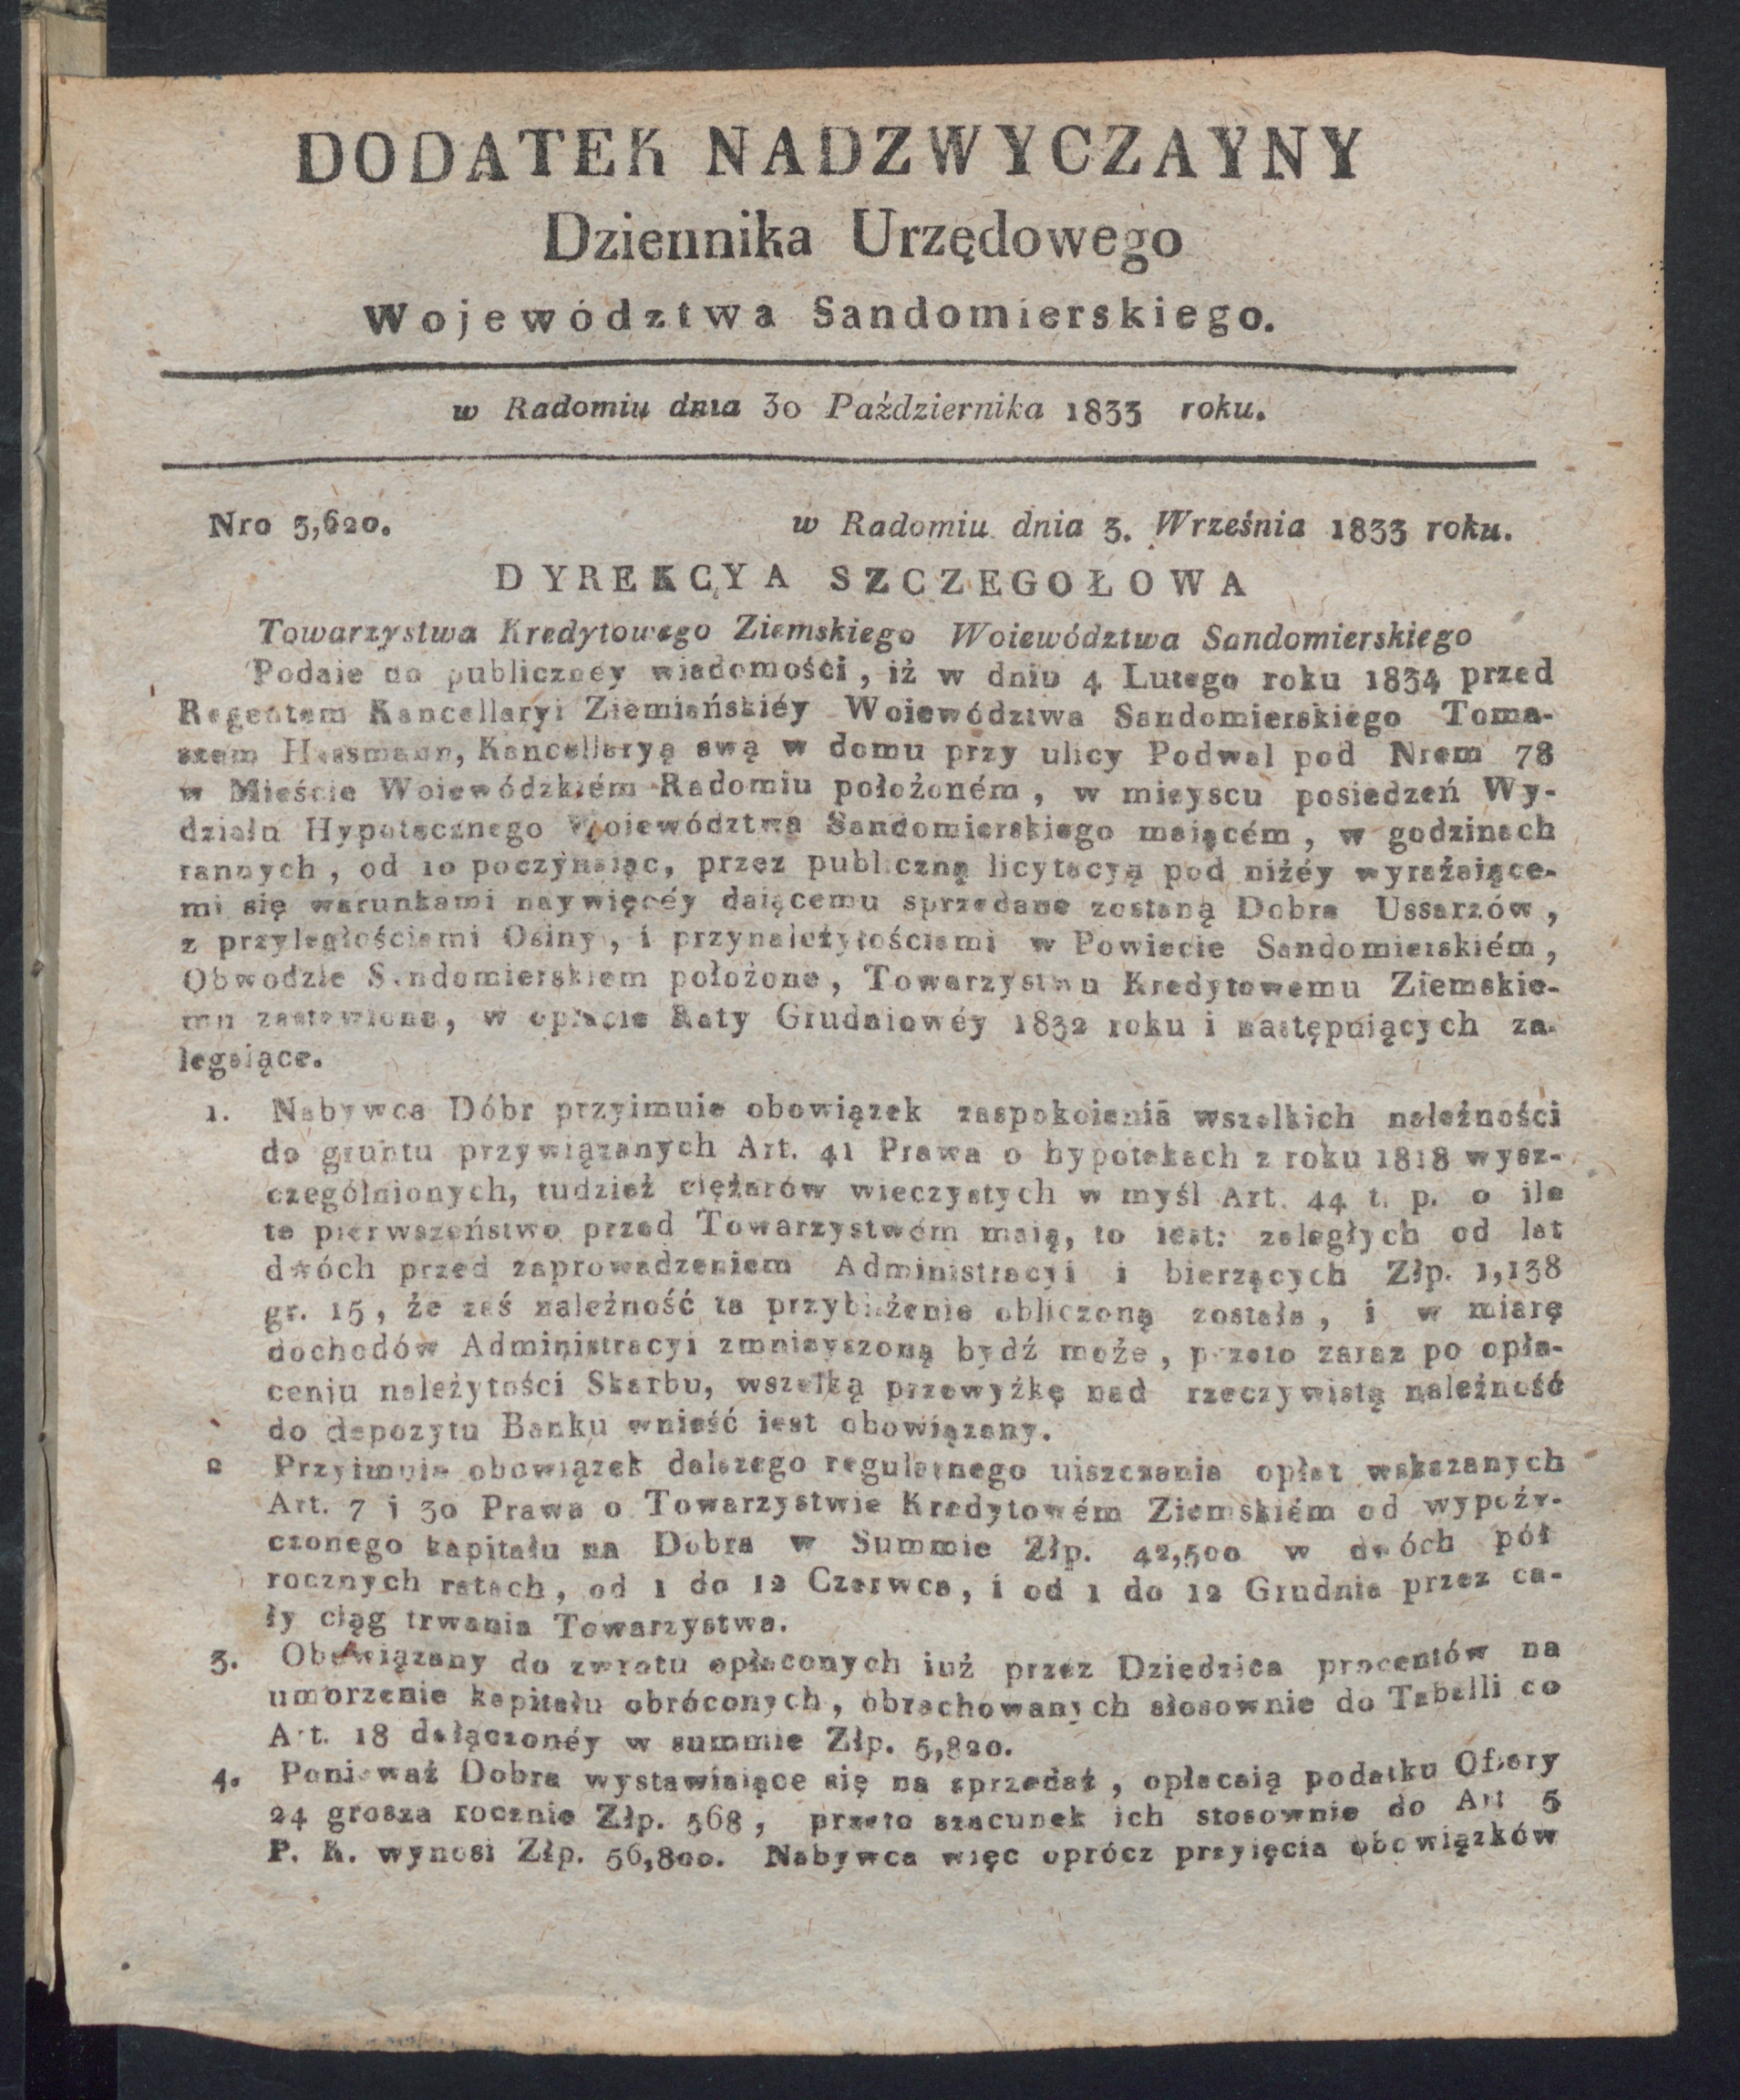 DODATEK NADZWYCZAYNY
Dziennika Urzędowego
Województwa Sandomierskiego.
w Radomiu dnia 30 Października 1833 roku.
Nro 5,620.
w Radomiu dnia 3. Września 1833 roku.
DYREKCYA SZCZEGOŁOWA
Towarzystwa Kredytowego Ziemskiego Woiewództwa Sandomierskiego
Podaie do publiczney wiadomości, iż w dniu 4 Lutego roku 1834 przed
Regentem Kancellaryi Ziemiańskiéy Woiewództwa Sandomierskiego Toma-
szem Hassmann, Kancellaryą swą w domu przy ulicy Podwal pod Nrem 78
w Mieście Woiewódzkiém Radomiu położoném, w mieyscu posiedzeń Wy-
działu Hypotecznego Woiewództwa Sandomierskiego maiącém, w godzinach
rannych, od 10 poczynaiąc, przez publiczną licytacyą pod niżéy wyrażaiące-
mi się warunkami naywięcéy daiącemu sprzedane zostaną Dobra Ussarzów,
z przyległościami Osiny, i przynależytościami w Powiecie Sandomierskiém,
Obwodzie Sandomierskiem położone, Towarzystwu Kredytowemu Ziemskie-
mu zastawione, w opłacie Raty Grudniowéy 1832 roku i następuiących za-
legaiące.
1. Nabywca Dóbr przyimuie obowiązek zaspokoienia wszelkich należności
do gruntu przywiązanych Art. 41 Prawa o hypotekach z roku 1818 wysz-
czególnionych, tudzież ciężarów wieczystych w myśl Art. 44 t. p. o ile
te pierwszeństwo przed Towarzystwém maią, to iest: zaległych od lat
dwóch przed zaprowadzeniem Administracyi i bierzących Złp. 1,138
gr. 15, że zaś należność ta przybliżenie obliczoną została, i w miarę
dochodów Administracyi zmnieyszoną bydź może, przeto zaraz po opła-
ceniu należytości Skarbu, wszelką przewyżkę nad rzeczywistą należność
do depozytu Banku wnieść iest obowiązany.
2 Przyimuie obowiązek dalszego regularnego uiszczania opłat wskazanych
Art. 7 i 30 Prawa o Towarzystwie Kredytowém Ziemskiém od wypoży-
czonego kapitału na Dobra w Summie Złp. 42,500 w dwóch pół
rocznych ratach, od 1 do 12 Czerwca, i od 1 do 12 Grudnia przez ca-
ły ciąg trwania Towarzystwa.
3. Obowiązany do zwrotu opłaconych iuż przez Dziedzica procentów na
umorzenie kapitału obróconych, obrachowanych stosownie do Tabelli co
Art. 18 dołączonéy w summie Złp. 5,820.
4. Ponieważ Dobra wystawiaiące się na sprzedaż, opłacaią podatku Ofiary
24 grosza rocznie Złp. 568, przeto szacunek ich stosownie do Art 5
P. K. wynosi Złp. 56,800. Nabywca więc oprócz przyięcia obowiązków